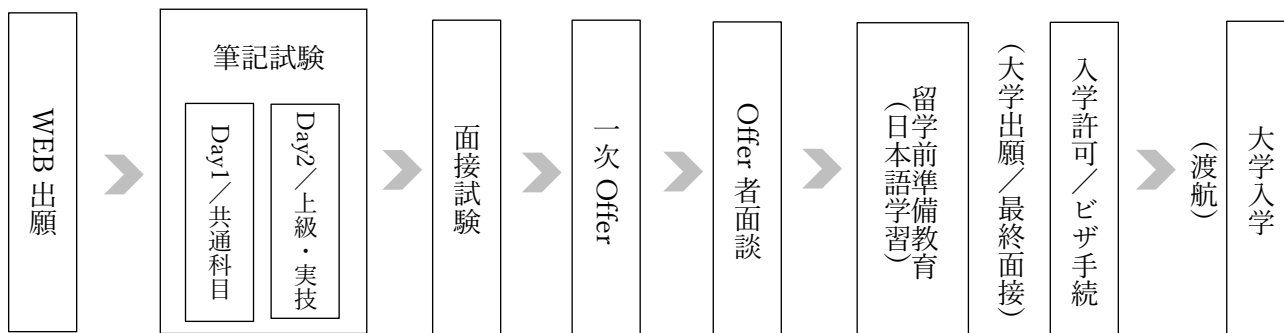 WEB 出願
筆記試験
Day1／共通科目
Day2／上級・実技
面接試験
一次 Offer
Offer 者面談
留学前準備教育
(日本語学習)
(大学出願／最終面接)
入学許可／ビザ手続
大学入学
(渡航)